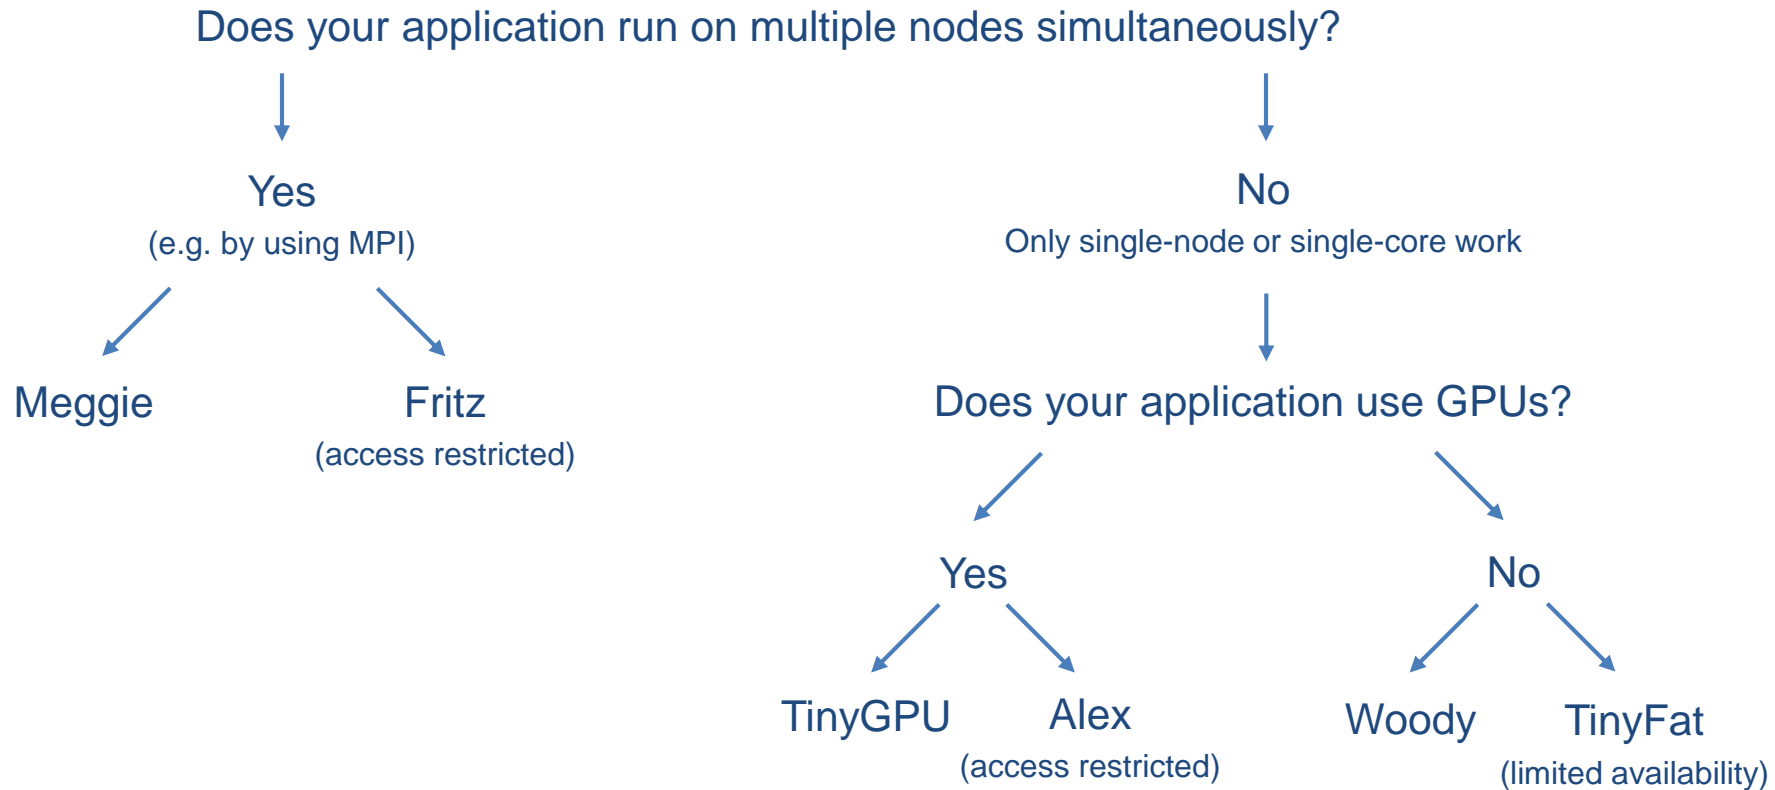 Does your application run on multiple nodes simultaneously?
Yes
(e.g. by using MPI)
No
Only single-node or single-core work
Meggie
Fritz
(access restricted)
Does your application use GPUs?
Yes
No
TinyGPU
Alex
(access restricted)
Woody
TinyFat
(limited availability)